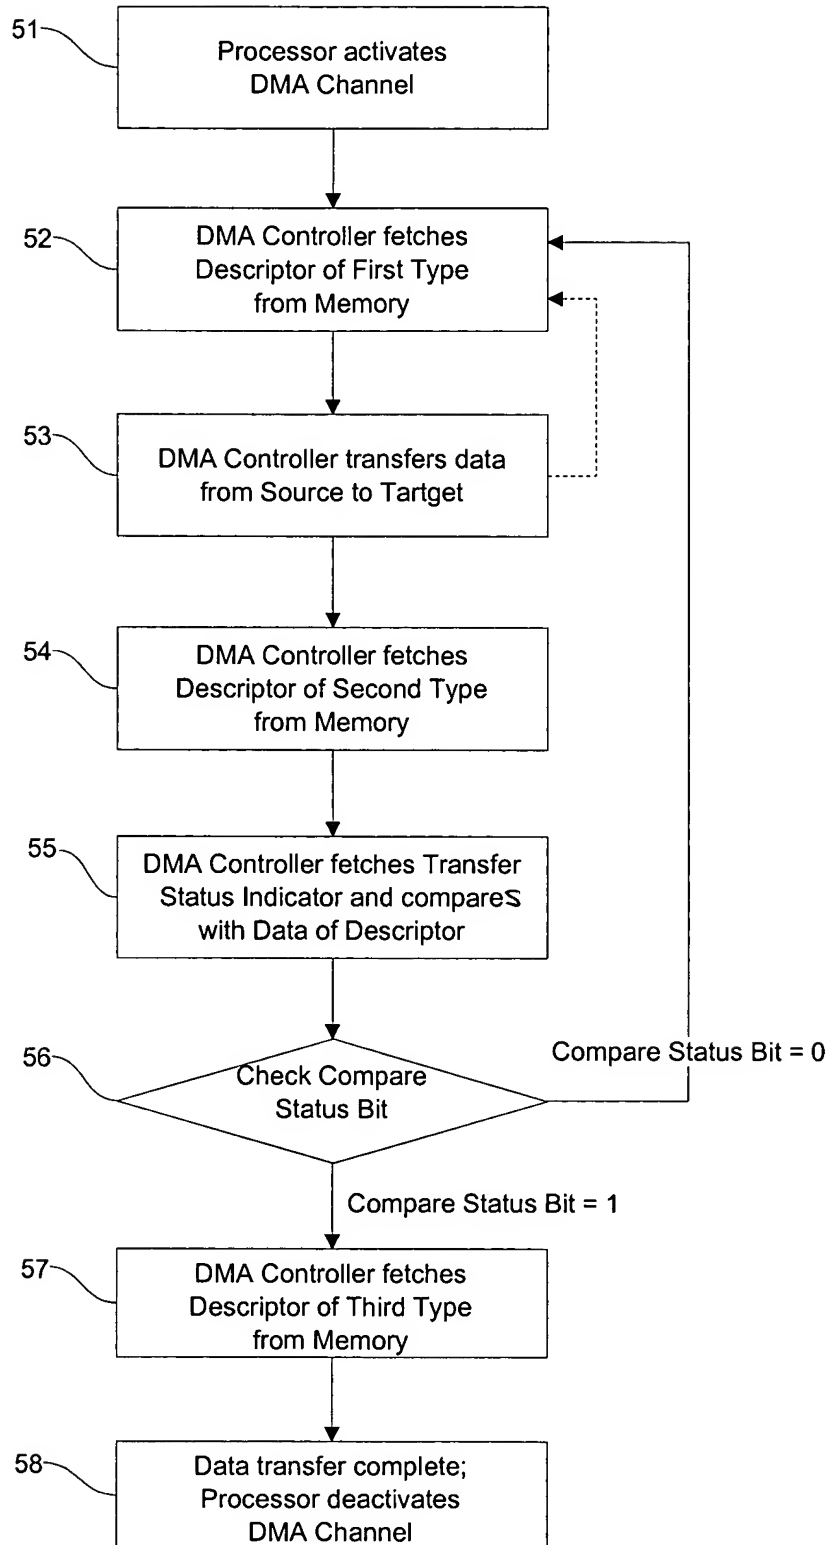 51
Processor activates
DMA Channel
52
DMA Controller fetches
Descriptor of First Type
from Memory
53
DMA Controller transfers data
from Source to Tartget
54
DMA Controller fetches
Descriptor of Second Type
from Memory
55
DMA Controller fetches Transfer
Status Indicator and compares
with Data of Descriptor
56
Check Compare
Status Bit
Compare Status Bit = 0
Compare Status Bit = 1
57
DMA Controller fetches
Descriptor of Third Type
from Memory
58
Data transfer complete;
Processor deactivates
DMA Channel